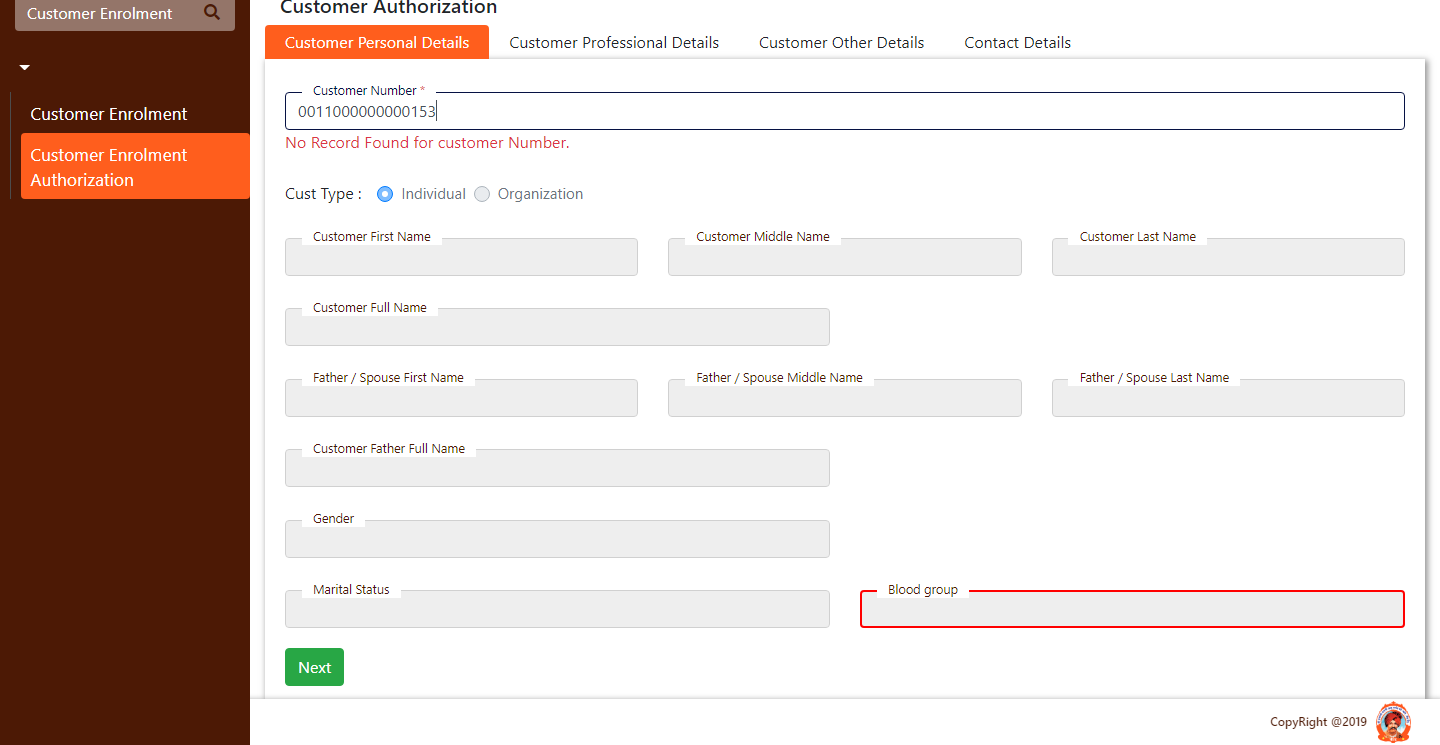 Customer Authorization
Customer Enrolment
Customer Personal Details Customer Professional Details Customer Other Details Contact Details
Customer Number *
0011000000000153
Customer Enrolment
No Record Found for customer Number.
Customer Enrolment
Authorization
Cust Type : Individual Organization
Customer First Name Customer Middle Name Customer Last Name
Customer Full Name
Father / Spouse First Name Father / Spouse Middle Name Father / Spouse Last Name
Customer Father Full Name
Gender
Marital Status Blood group
Next
CopyRight @2019